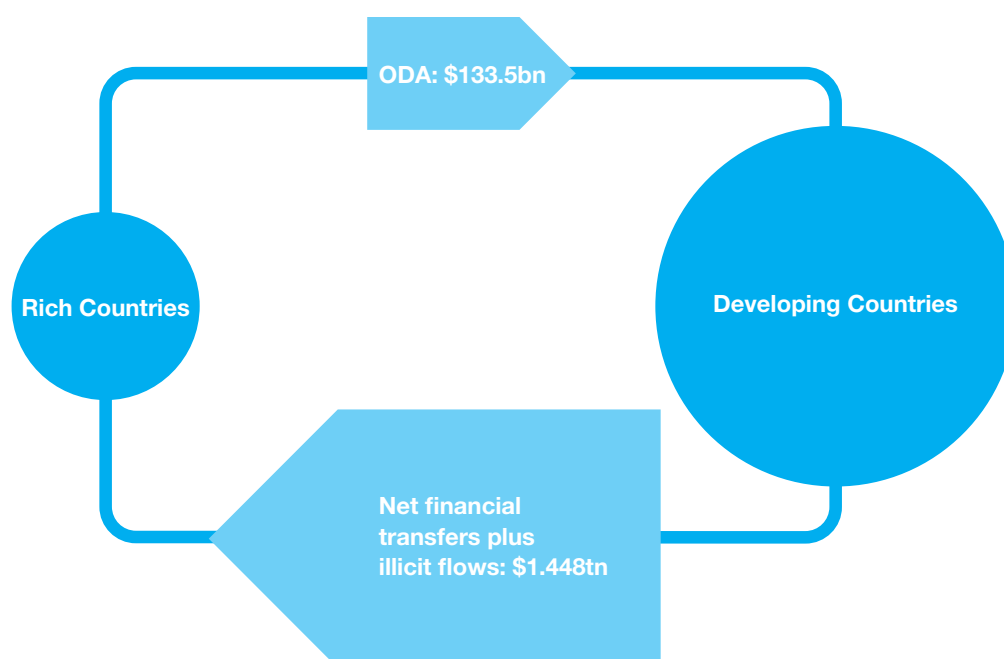 ODA: $133.5bn
Rich Countries
Developing Countries
Net financial
transfers plus
illicit flows: $1.448tn